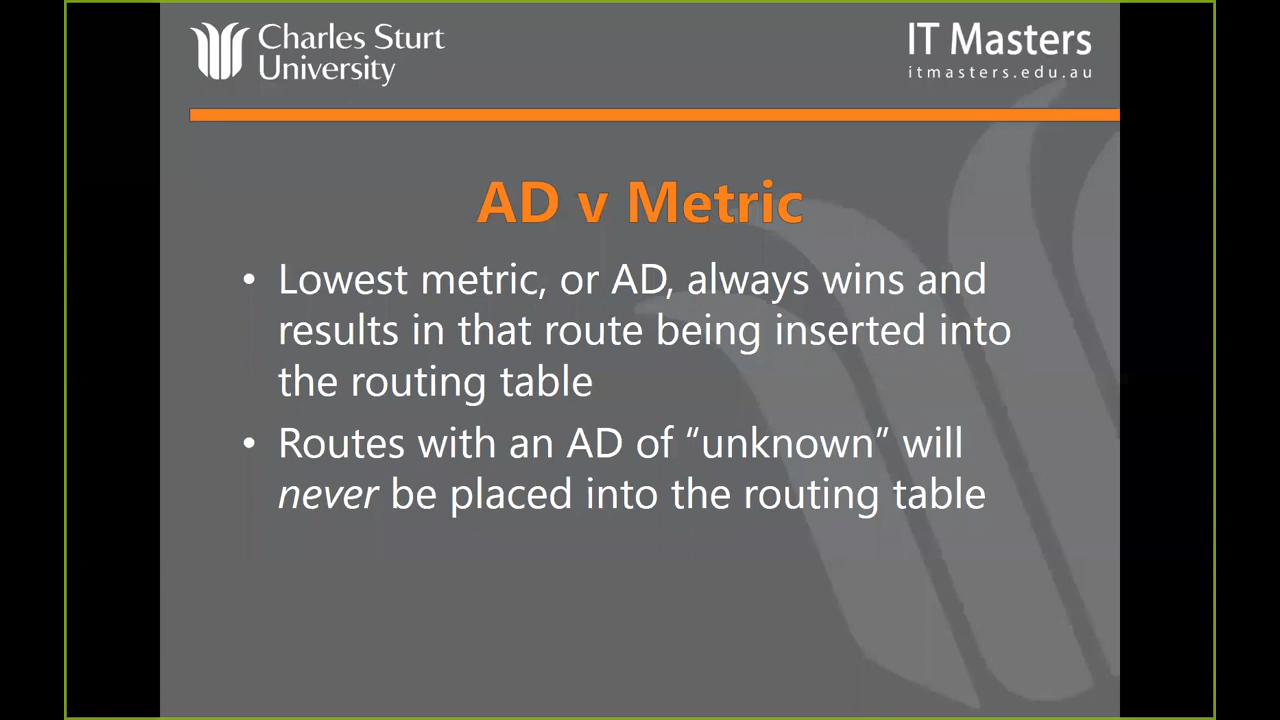 Charles Sturt
University
IT Masters
itmasters.edu.au
AD v Metric
• Lowest metric, or AD, always wins and
results in that route being inserted into
the routing table
• Routes with an AD of “unknown” will
never be placed into the routing table